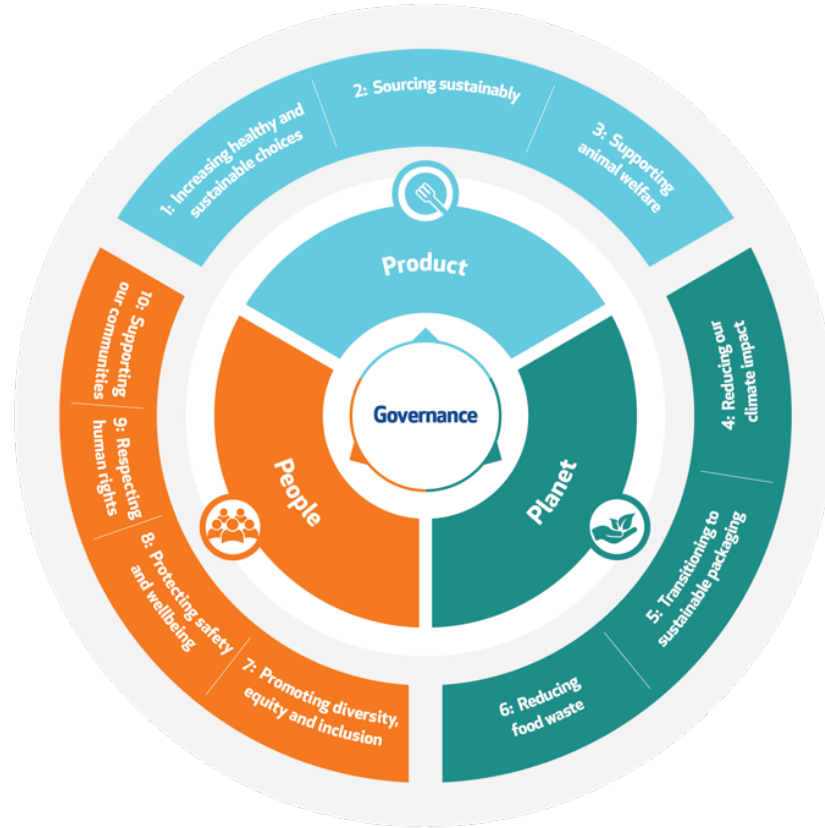 1: Increasing healthy and
sustainable choices
2: Sourcing sustainably
3: Supporting
animal welfare
4: Reducing our
climate impact
5: Transitioning to
sustainable packaging
6: Reducing
food waste
7: Promoting diversity,
equity and inclusion
8: Protecting safety
and wellbeing
9: Respecting
human rights
10: Supporting
our communities
Product
Planet
People
Governance